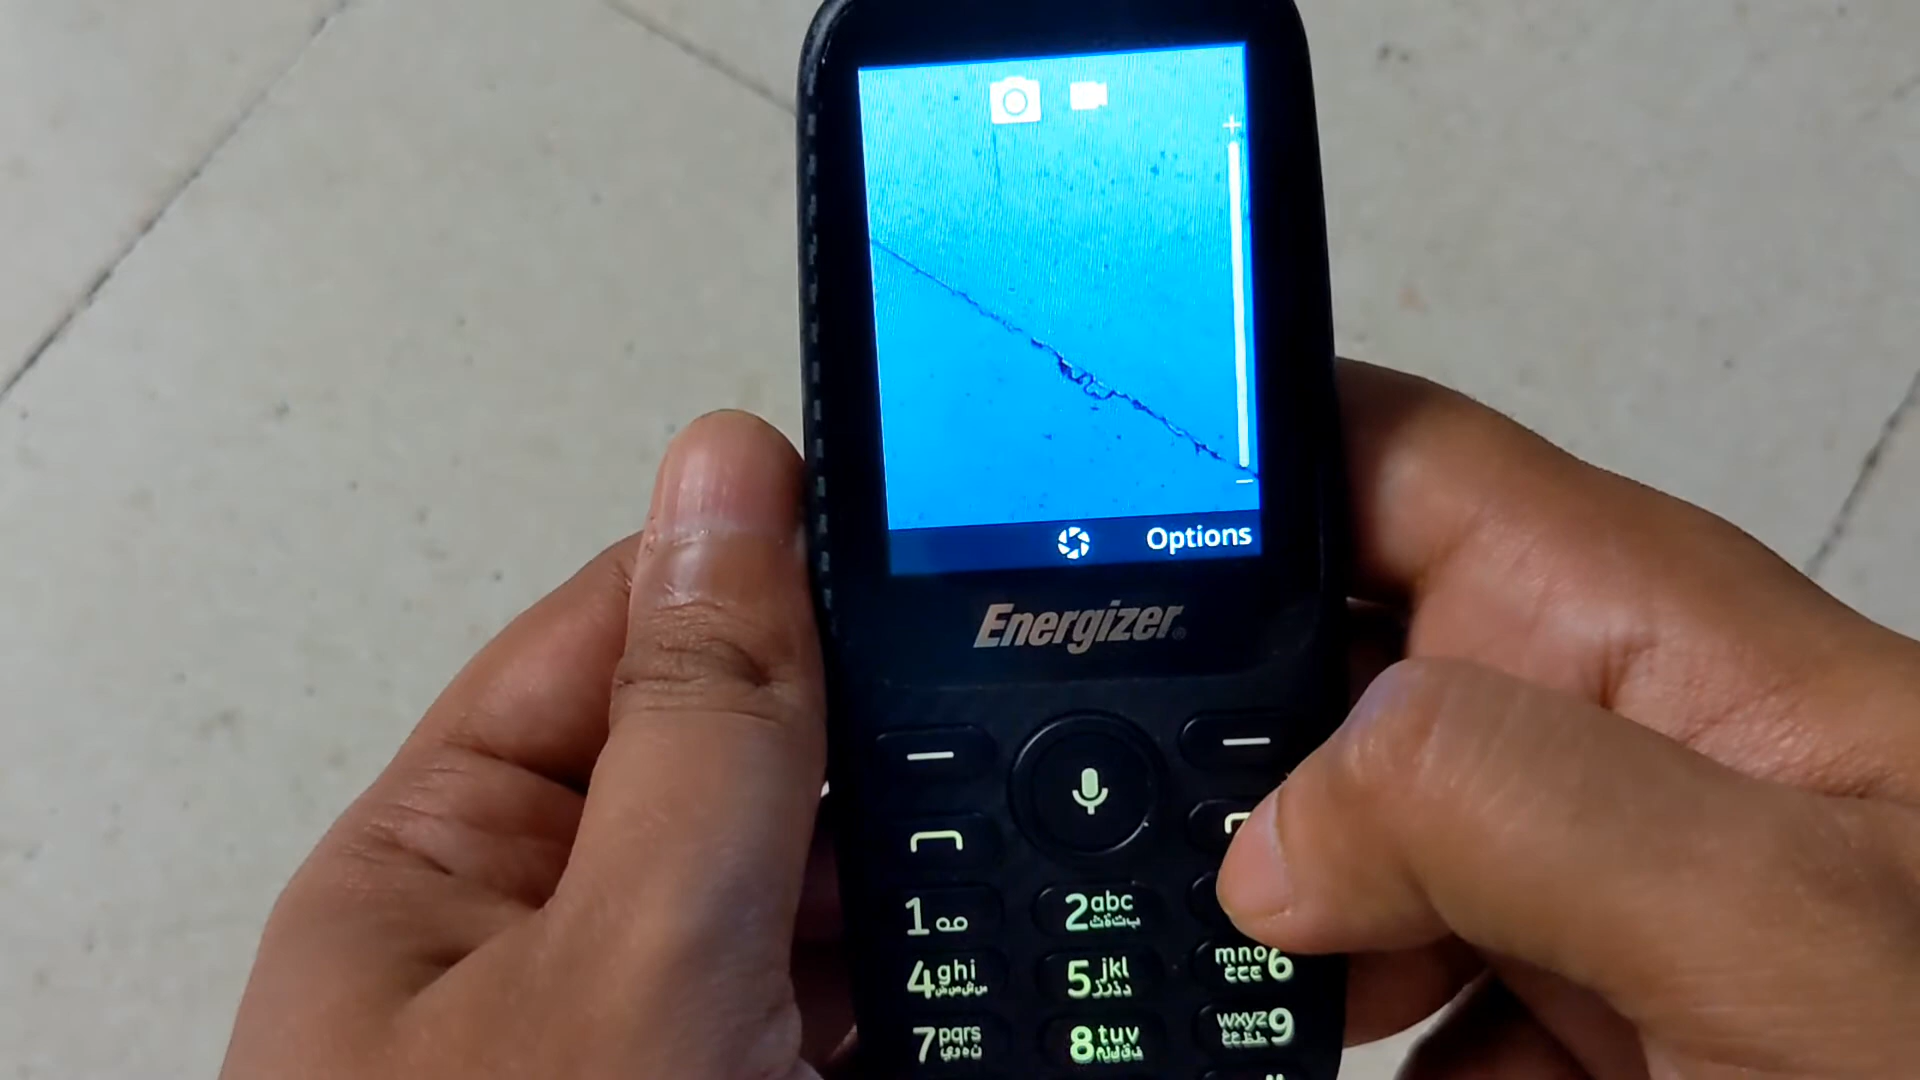 Options
Energizer
1
2abc
ب ت ة ث
4ghi
س ش ص ض
5jkl
د ذ ر ز
mno6
ج ح خ
7pqrs
ن ه و ي
8tuv
ف ق ك ل م
wxyz9
ط ظ ع غ